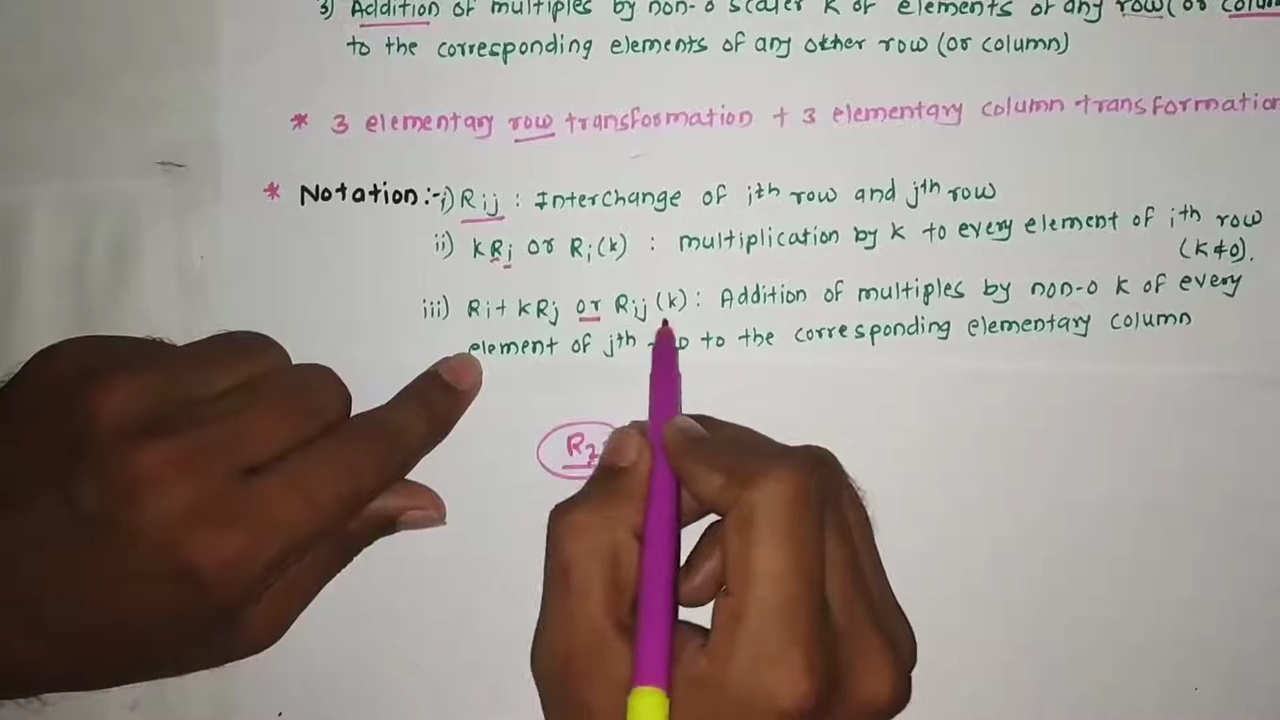 3) Addition of multiples by non-0 scaler K of elements of any row (or colum
to the corresponding elements of any other row (or column)
* 3 elementary row transformation + 3 elementary column transformation
* Notation:- i) Rij : Interchange of ith row and jth row
ii) KRi or Ri(k) : multiplication by K to every element of ith row
(K≠0).
iii) Ri+ KRj or Rij(k): Addition of multiples by non-0 K of every
element of jth to the corresponding elementary column
R2